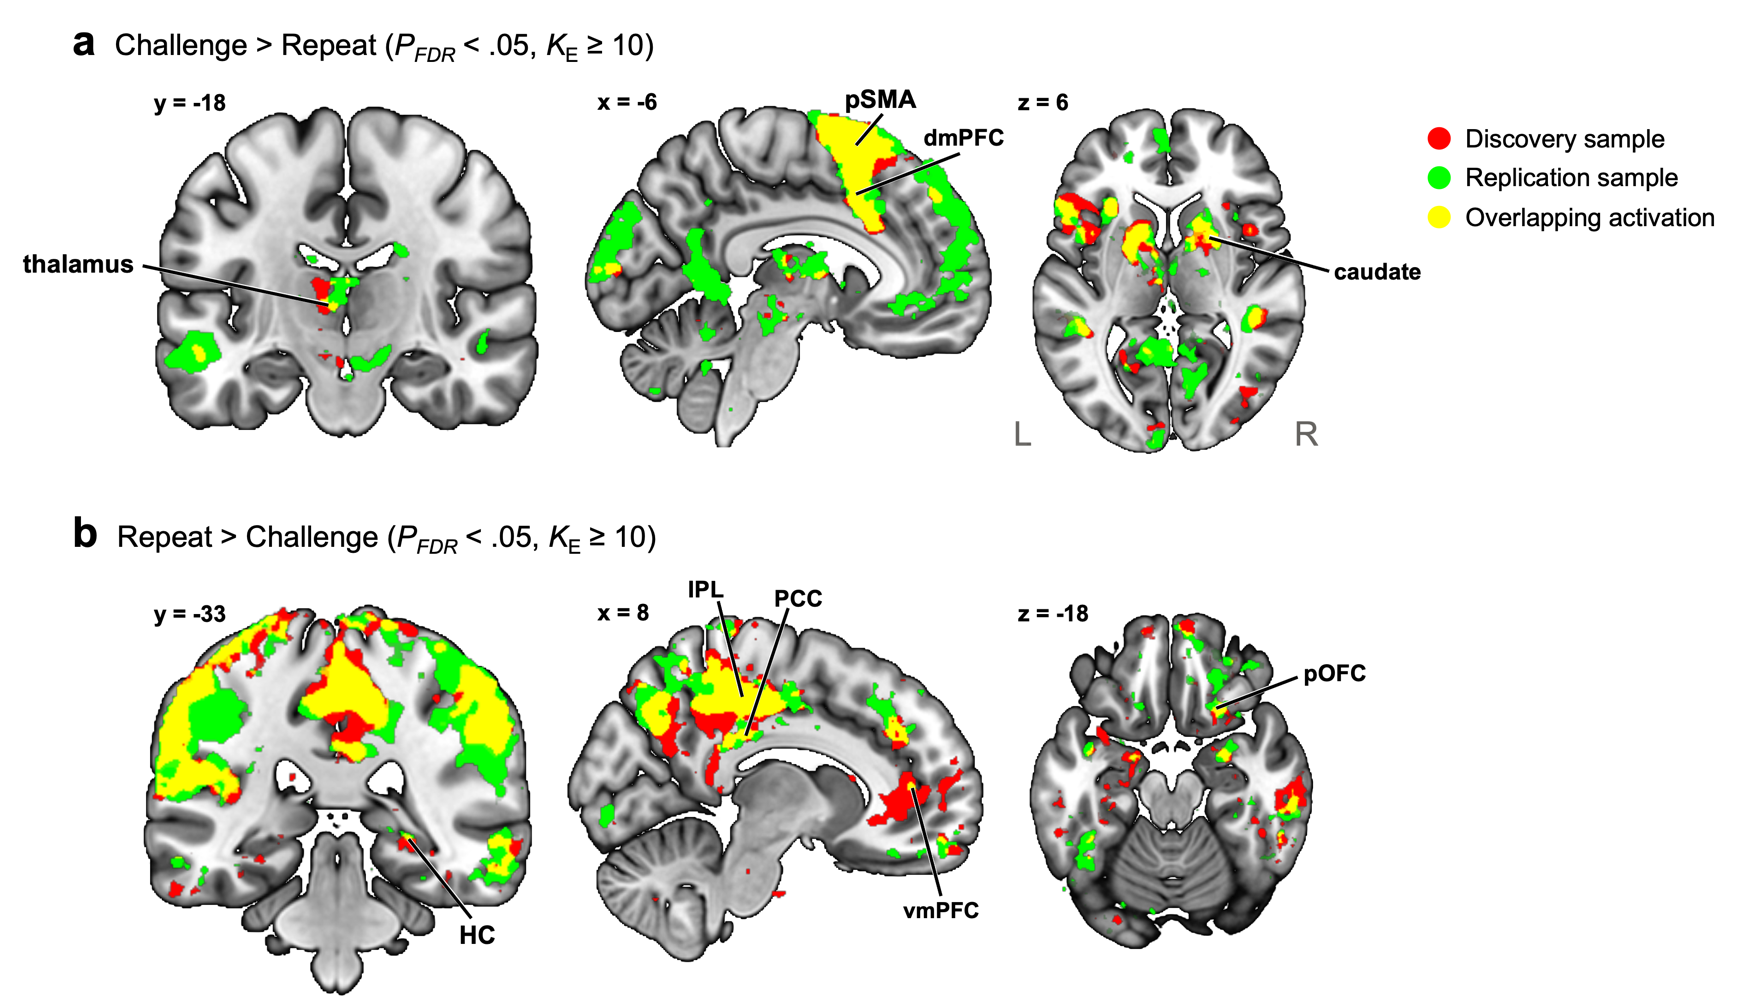 a Challenge > Repeat (PFDR < .05, KE ≥ 10)
y = -18
x = -6
pSMA
z = 6
dmPFC
Discovery sample
Replication sample
Overlapping activation
thalamus
caudate
L
R
b Repeat > Challenge (PFDR < .05, KE ≥ 10)
y = -33
x = 8
IPL
PCC
z = -18
pOFC
HC
vmPFC